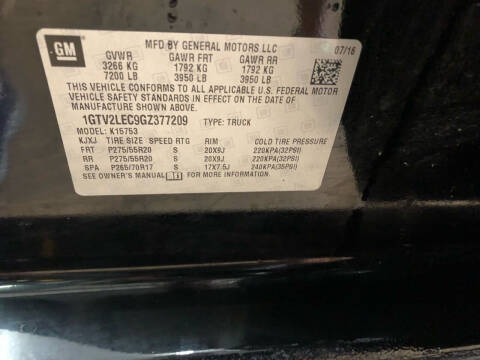 GM
MFD BY GENERAL MOTORS LLC
07/16
GVWR GAWR FRT GAWR RR
3266 KG 1792 KG 1792 KG
7200 LB 3950 LB 3950 LB
THIS VEHICLE CONFORMS TO ALL APPLICABLE U.S. FEDERAL MOTOR
VEHICLE SAFETY STANDARDS IN EFFECT ON THE DATE OF
MANUFACTURE SHOWN ABOVE.
1GTV2LEC9GZ377209 TYPE: TRUCK
MODEL: K15753
KJXJ TIRE SIZE SPEED RTG RIM COLD TIRE PRESSURE
FRT P275/55R20 S 20X9J 220KPA(32PSI)
RR P275/55R20 S 20X9J 220KPA(32PSI)
SPA P265/70R17 S 17X7.5J 240KPA(35PSI)
SEE OWNER'S MANUAL FOR MORE INFORMATION.